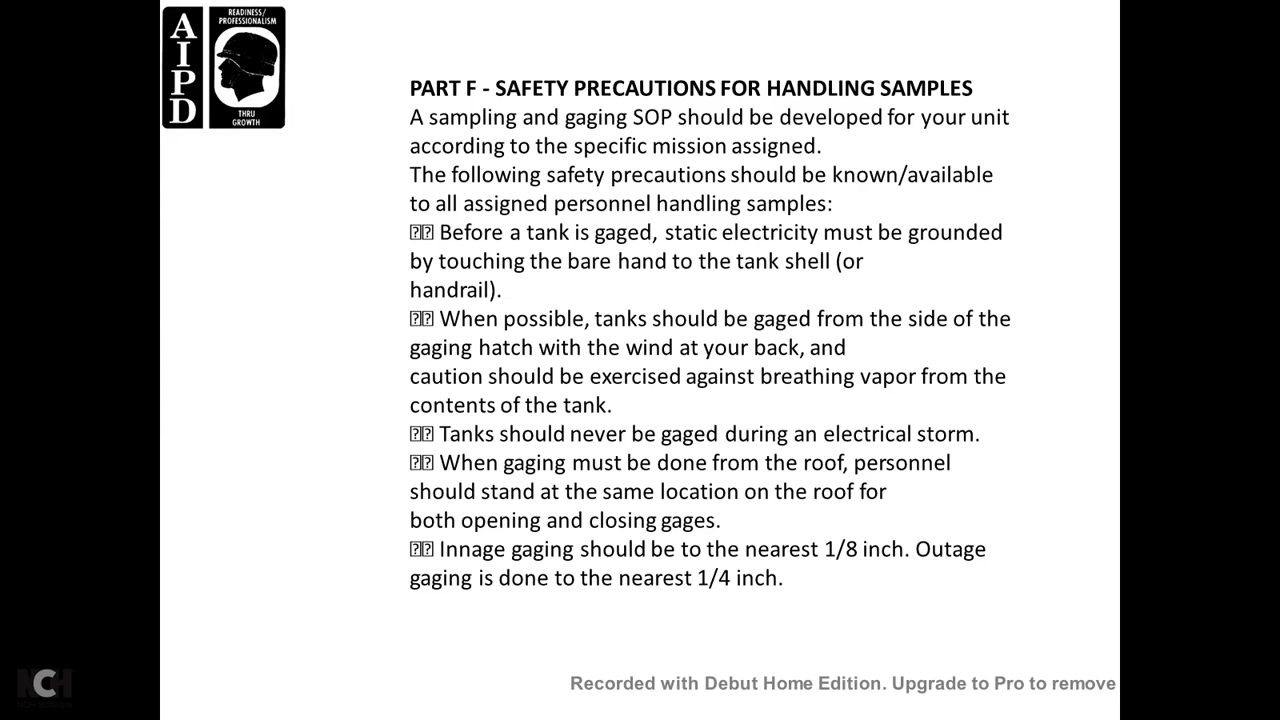 AIPD
READINESS/
PROFESSIONALISM
THRU
GROWTH
PART F - SAFETY PRECAUTIONS FOR HANDLING SAMPLES
A sampling and gaging SOP should be developed for your unit
according to the specific mission assigned.
The following safety precautions should be known/available
to all assigned personnel handling samples:
⍰⍰ Before a tank is gaged, static electricity must be grounded
by touching the bare hand to the tank shell (or
handrail).
⍰⍰ When possible, tanks should be gaged from the side of the
gaging hatch with the wind at your back, and
caution should be exercised against breathing vapor from the
contents of the tank.
⍰⍰ Tanks should never be gaged during an electrical storm.
⍰⍰ When gaging must be done from the roof, personnel
should stand at the same location on the roof for
both opening and closing gages.
⍰⍰ Innage gaging should be to the nearest 1/8 inch. Outage
gaging is done to the nearest 1/4 inch.
NCH
Recorded with Debut Home Edition. Upgrade to Pro to remove